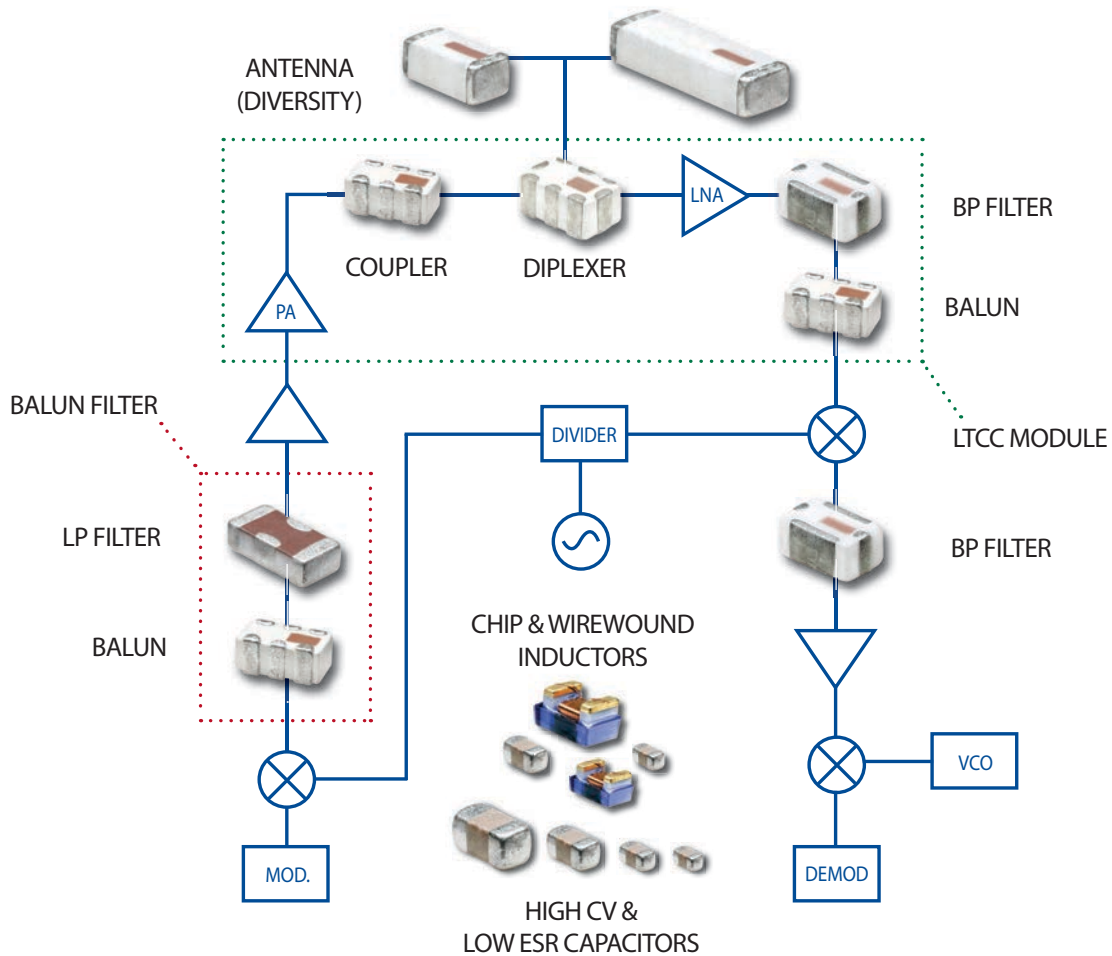 ANTENNA
(DIVERSITY)
LNA
BP FILTER
COUPLER
DIPLEXER
PA
BALUN
BALUN FILTER
DIVIDER
LTCC MODULE
LP FILTER
BP FILTER
CHIP & WIREWOUND
INDUCTORS
BALUN
VCO
MOD.
DEMOD
HIGH CV &
LOW ESR CAPACITORS